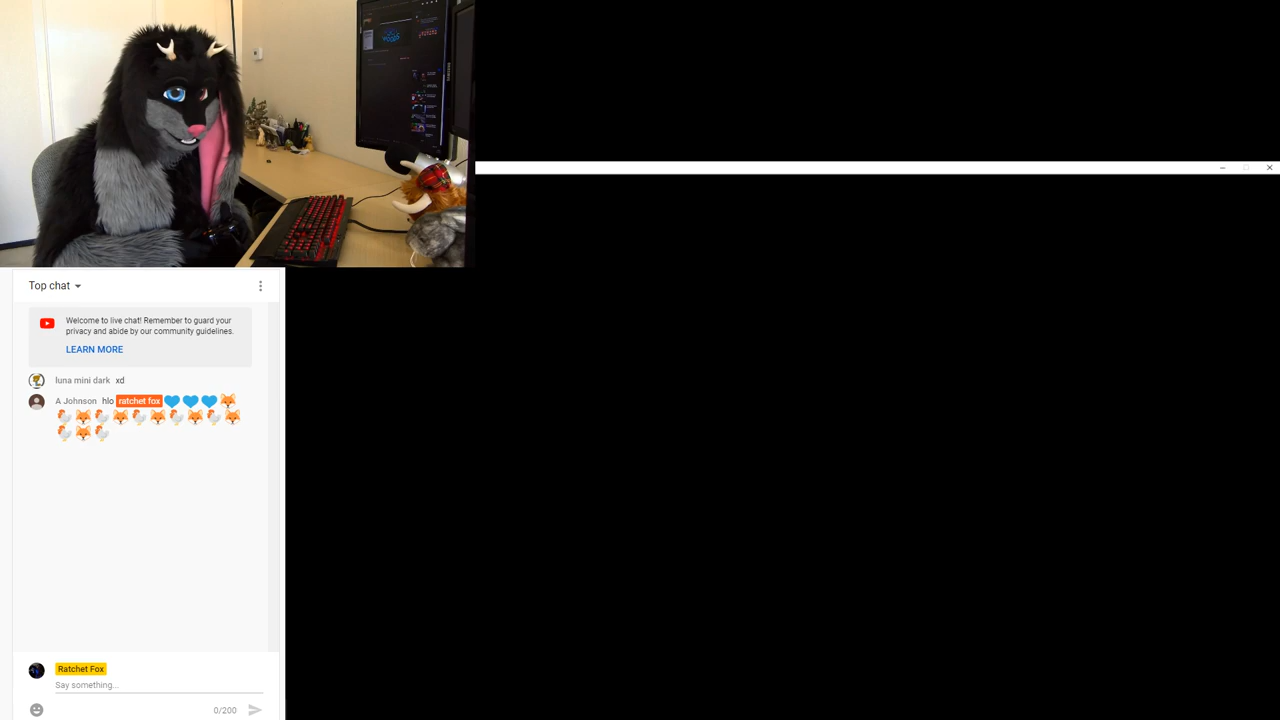 Top chat
Welcome to live chat! Remember to guard your
privacy and abide by our community guidelines.
LEARN MORE
luna mini dark xd
A Johnson hlo ratchet fox 💙💙💙🦊
🐓🦊🐓🦊🐓🦊🐓🦊🐓🦊
🐓🦊🐓
Ratchet Fox
Say something...
0/200